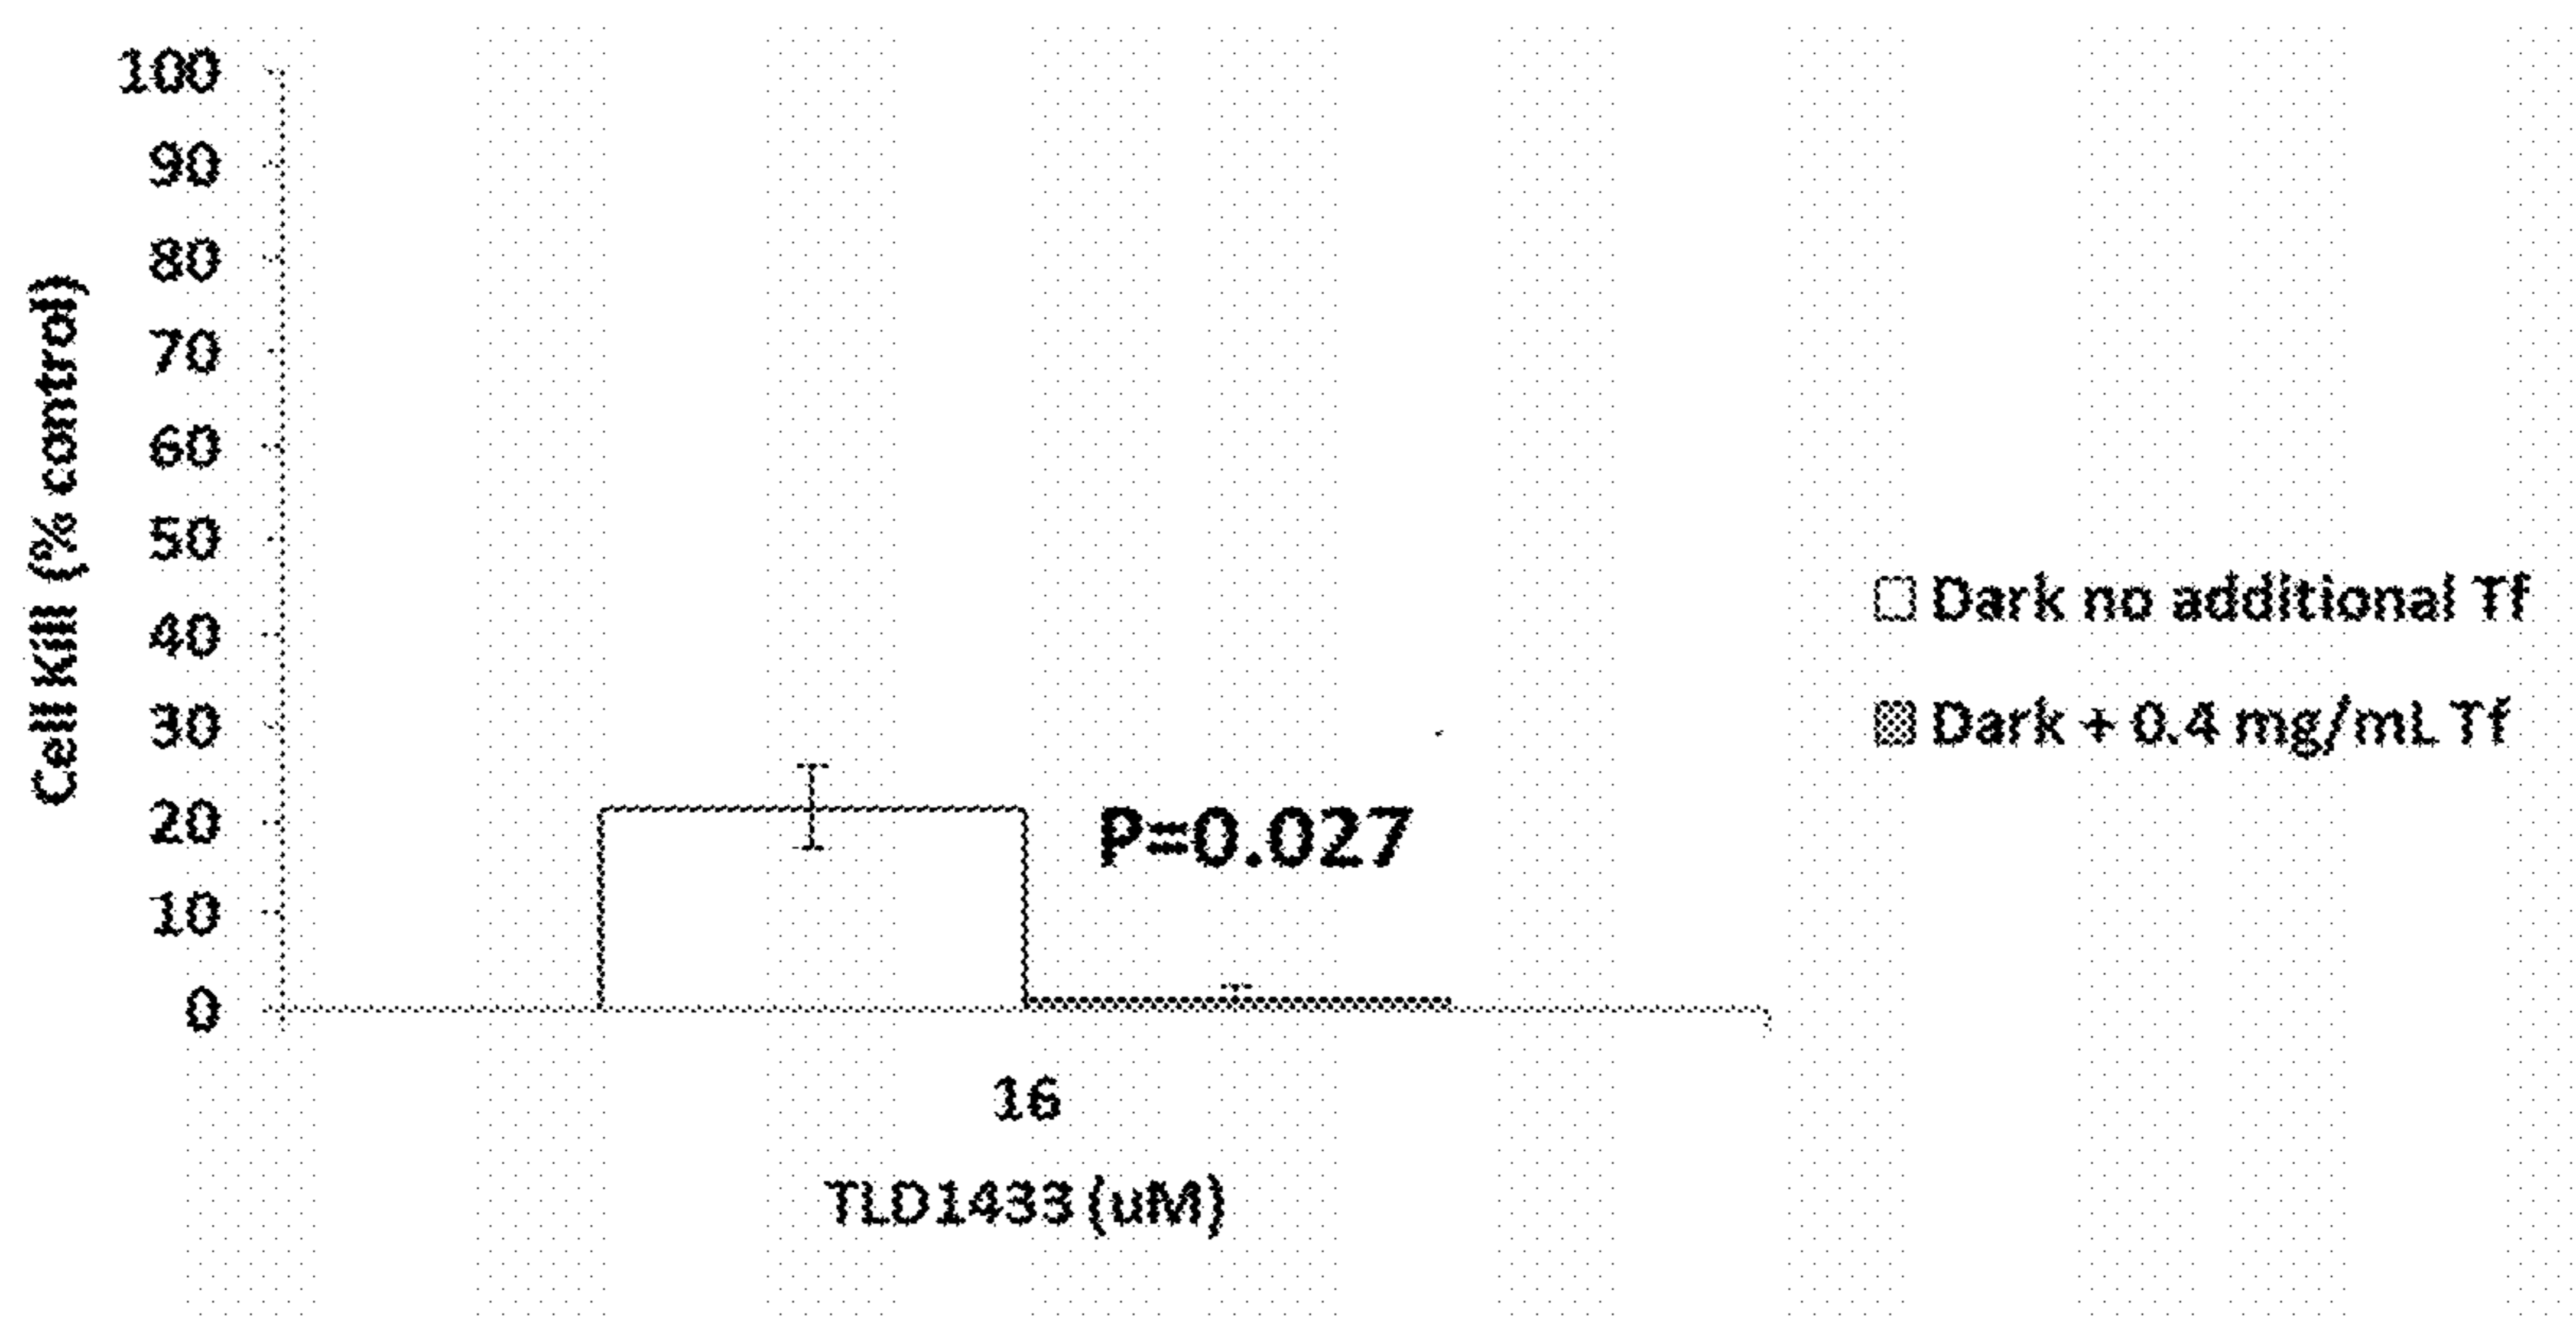 Cell Kill (% control)
100
90
80
70
60
50
40
30
20
10
0
P=0.027
16
TLD1433 (uM)
Dark no additional Tf
Dark + 0.4 mg/mL Tf